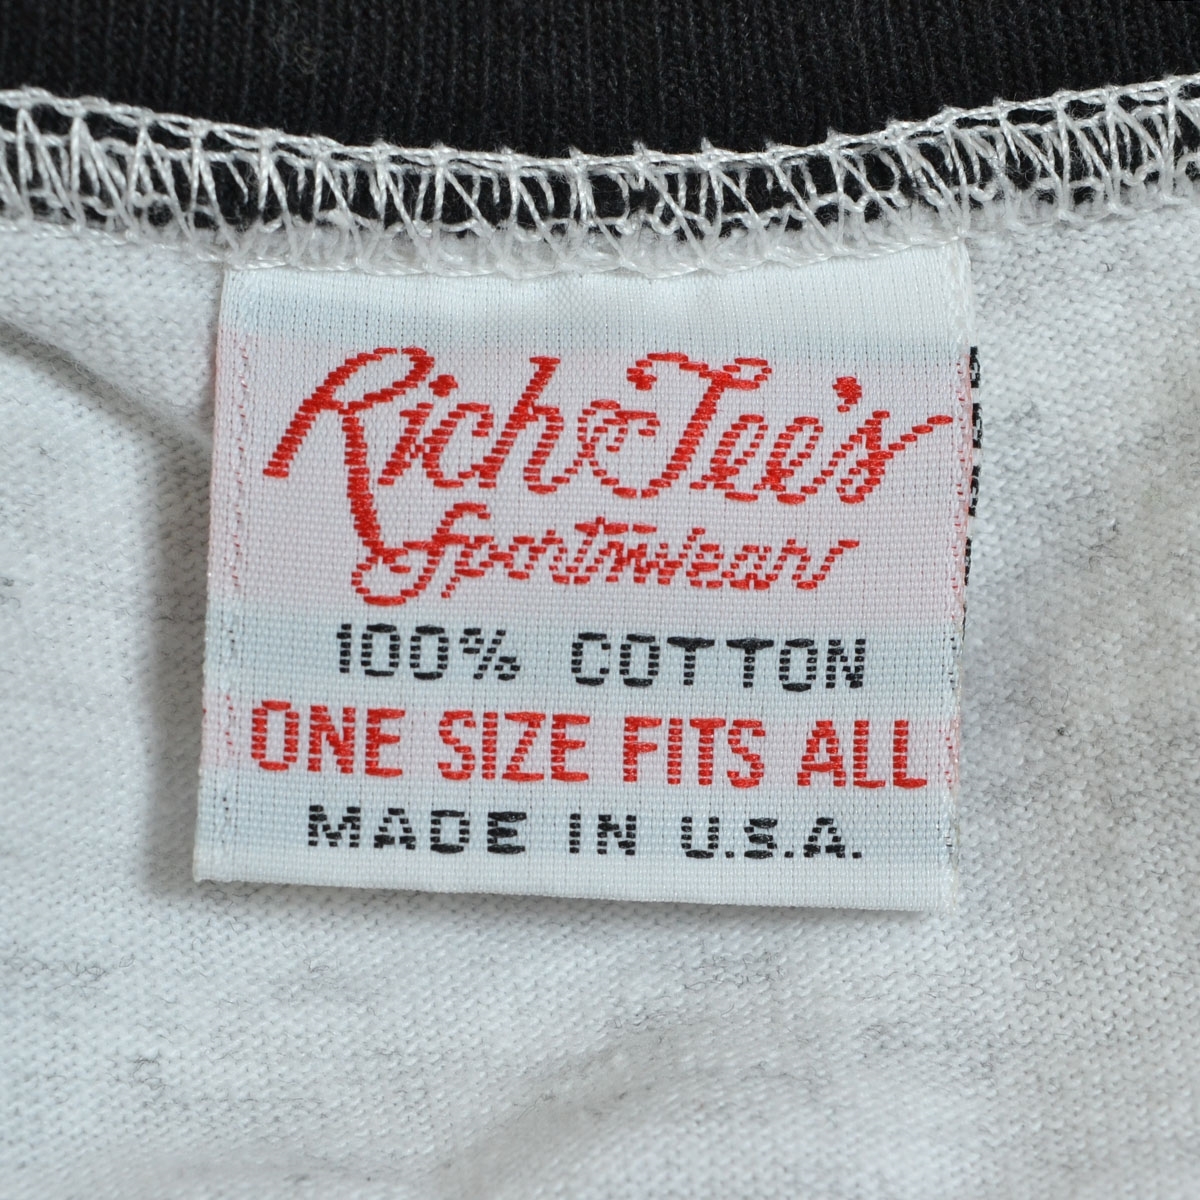 Rich Tee's
Sportswear
100% COTTON
ONE SIZE FITS ALL
MADE IN U.S.A.